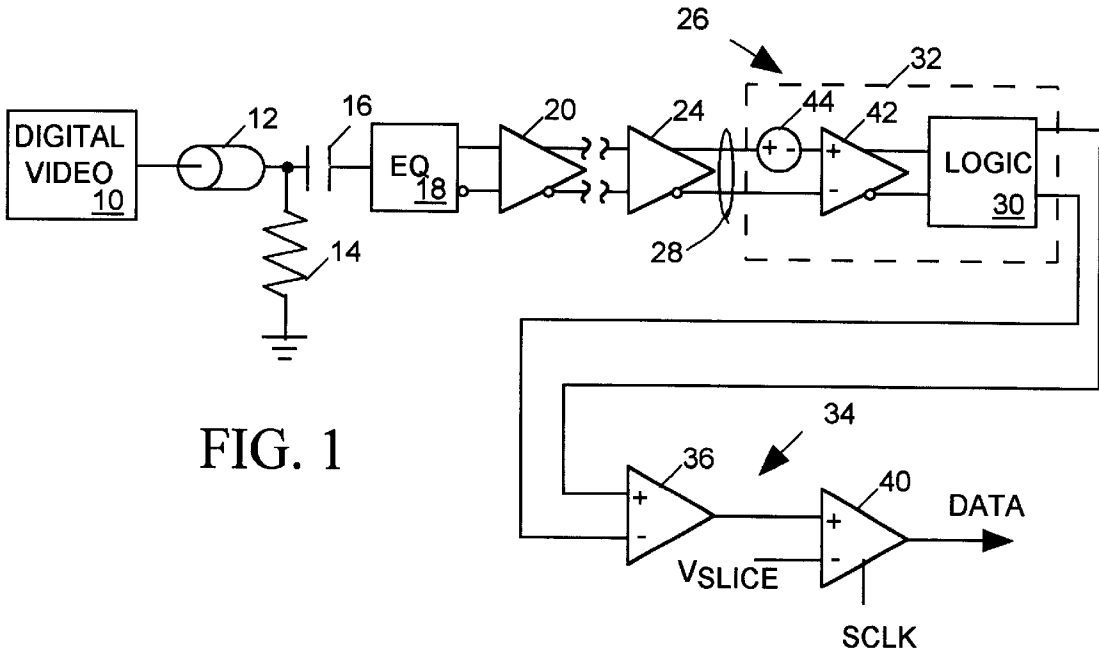 26
32
44
42
20
24
16
12
DIGITAL
VIDEO
10
EQ
18
+ -
+
-
LOGIC
30
28
14
FIG. 1
34
36
+
-
40
+
-
DATA
VSLICE
SCLK